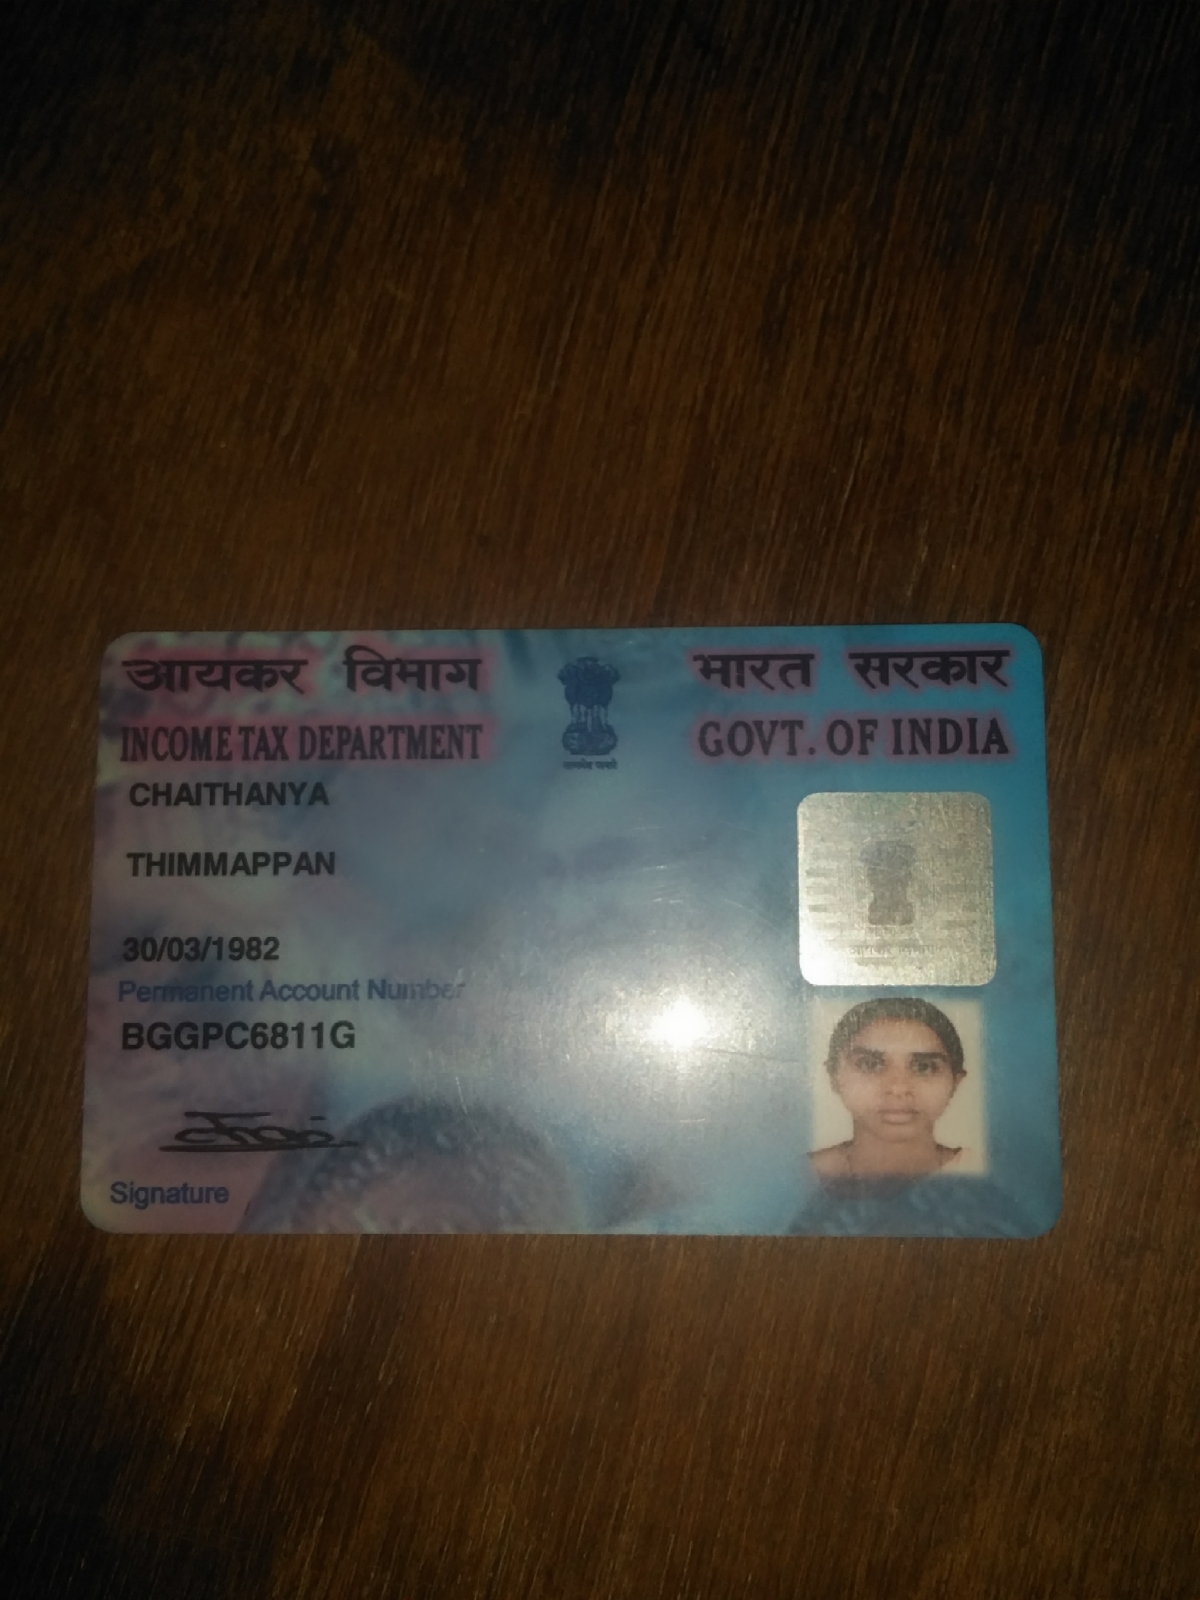 आयकर विभाग
INCOME TAX DEPARTMENT
भारत सरकार
GOVT. OF INDIA
CHAITHANYA
THIMMAPPAN
30/03/1982
Permanent Account Number
BGGPC6811G
Signature